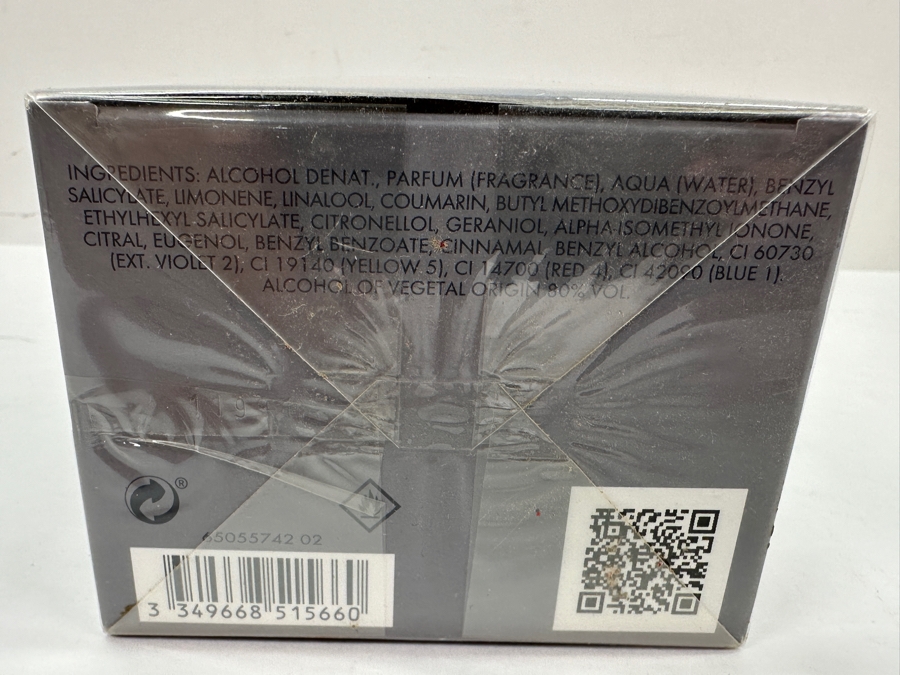 INGREDIENTS: ALCOHOL DENAT., PARFUM (FRAGRANCE), AQUA (WATER), BENZYL
SALICYLATE, LIMONENE, LINALOOL, COUMARIN, BUTYL METHOXYDIBENZOYLMETHANE,
ETHYLHEXYL SALICYLATE, CITRONELLOL, GERANIOL, ALPHA-ISOMETHYL IONONE,
CITRAL, EUGENOL, BENZYL BENZOATE, CINNAMAL, BENZYL ALCOHOL, CI 60730
(EXT. VIOLET 2), CI 19140 (YELLOW 5), CI 14700 (RED 4), CI 42090 (BLUE 1).
ALCOHOL OF VEGETAL ORIGIN 80% VOL.
®
65055742 02
3 349668 515660